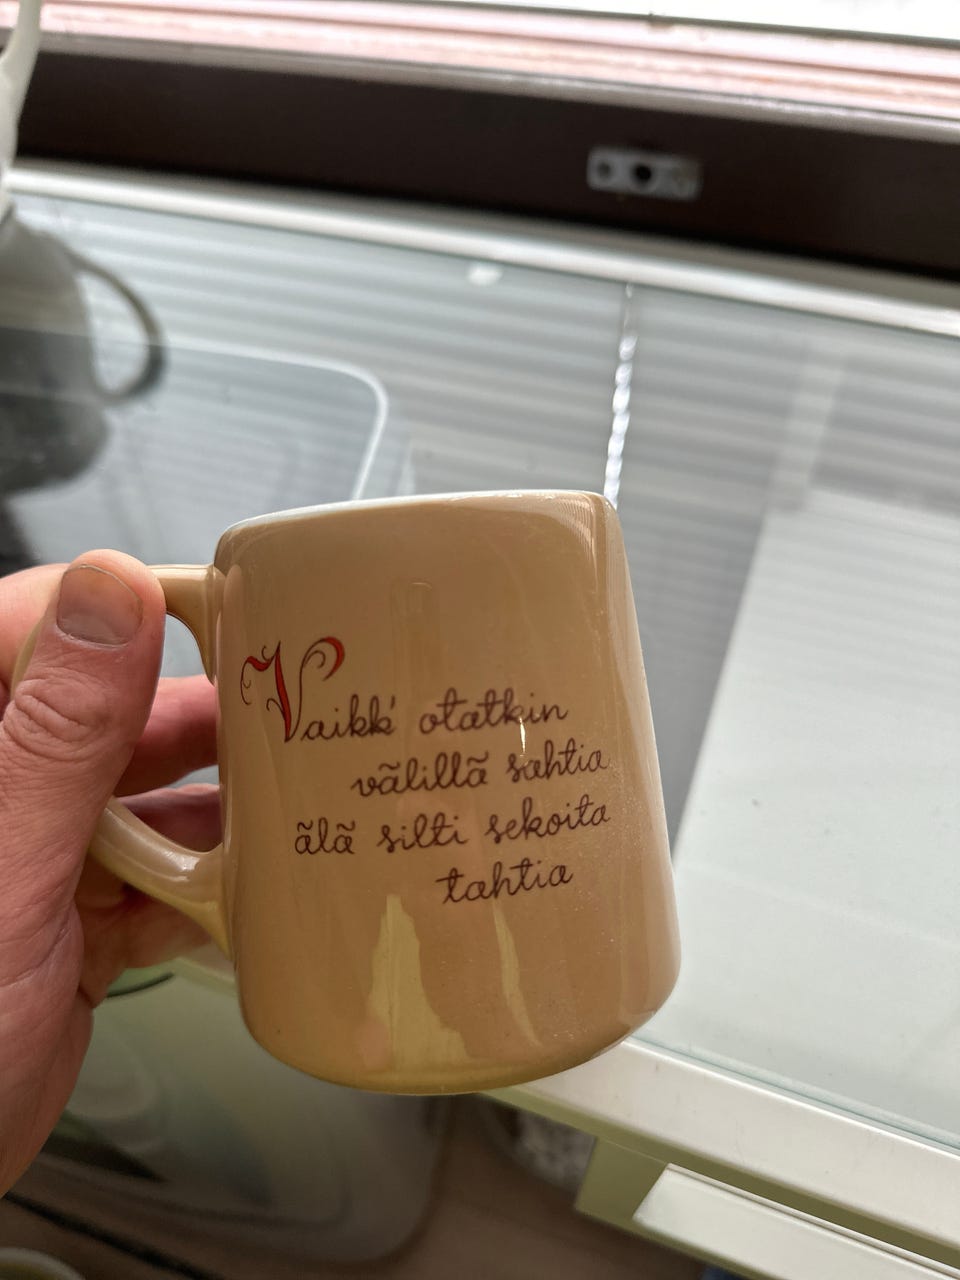 Vaikk' otatkin
välillä sahtia
älä silti sekoita
tahtia